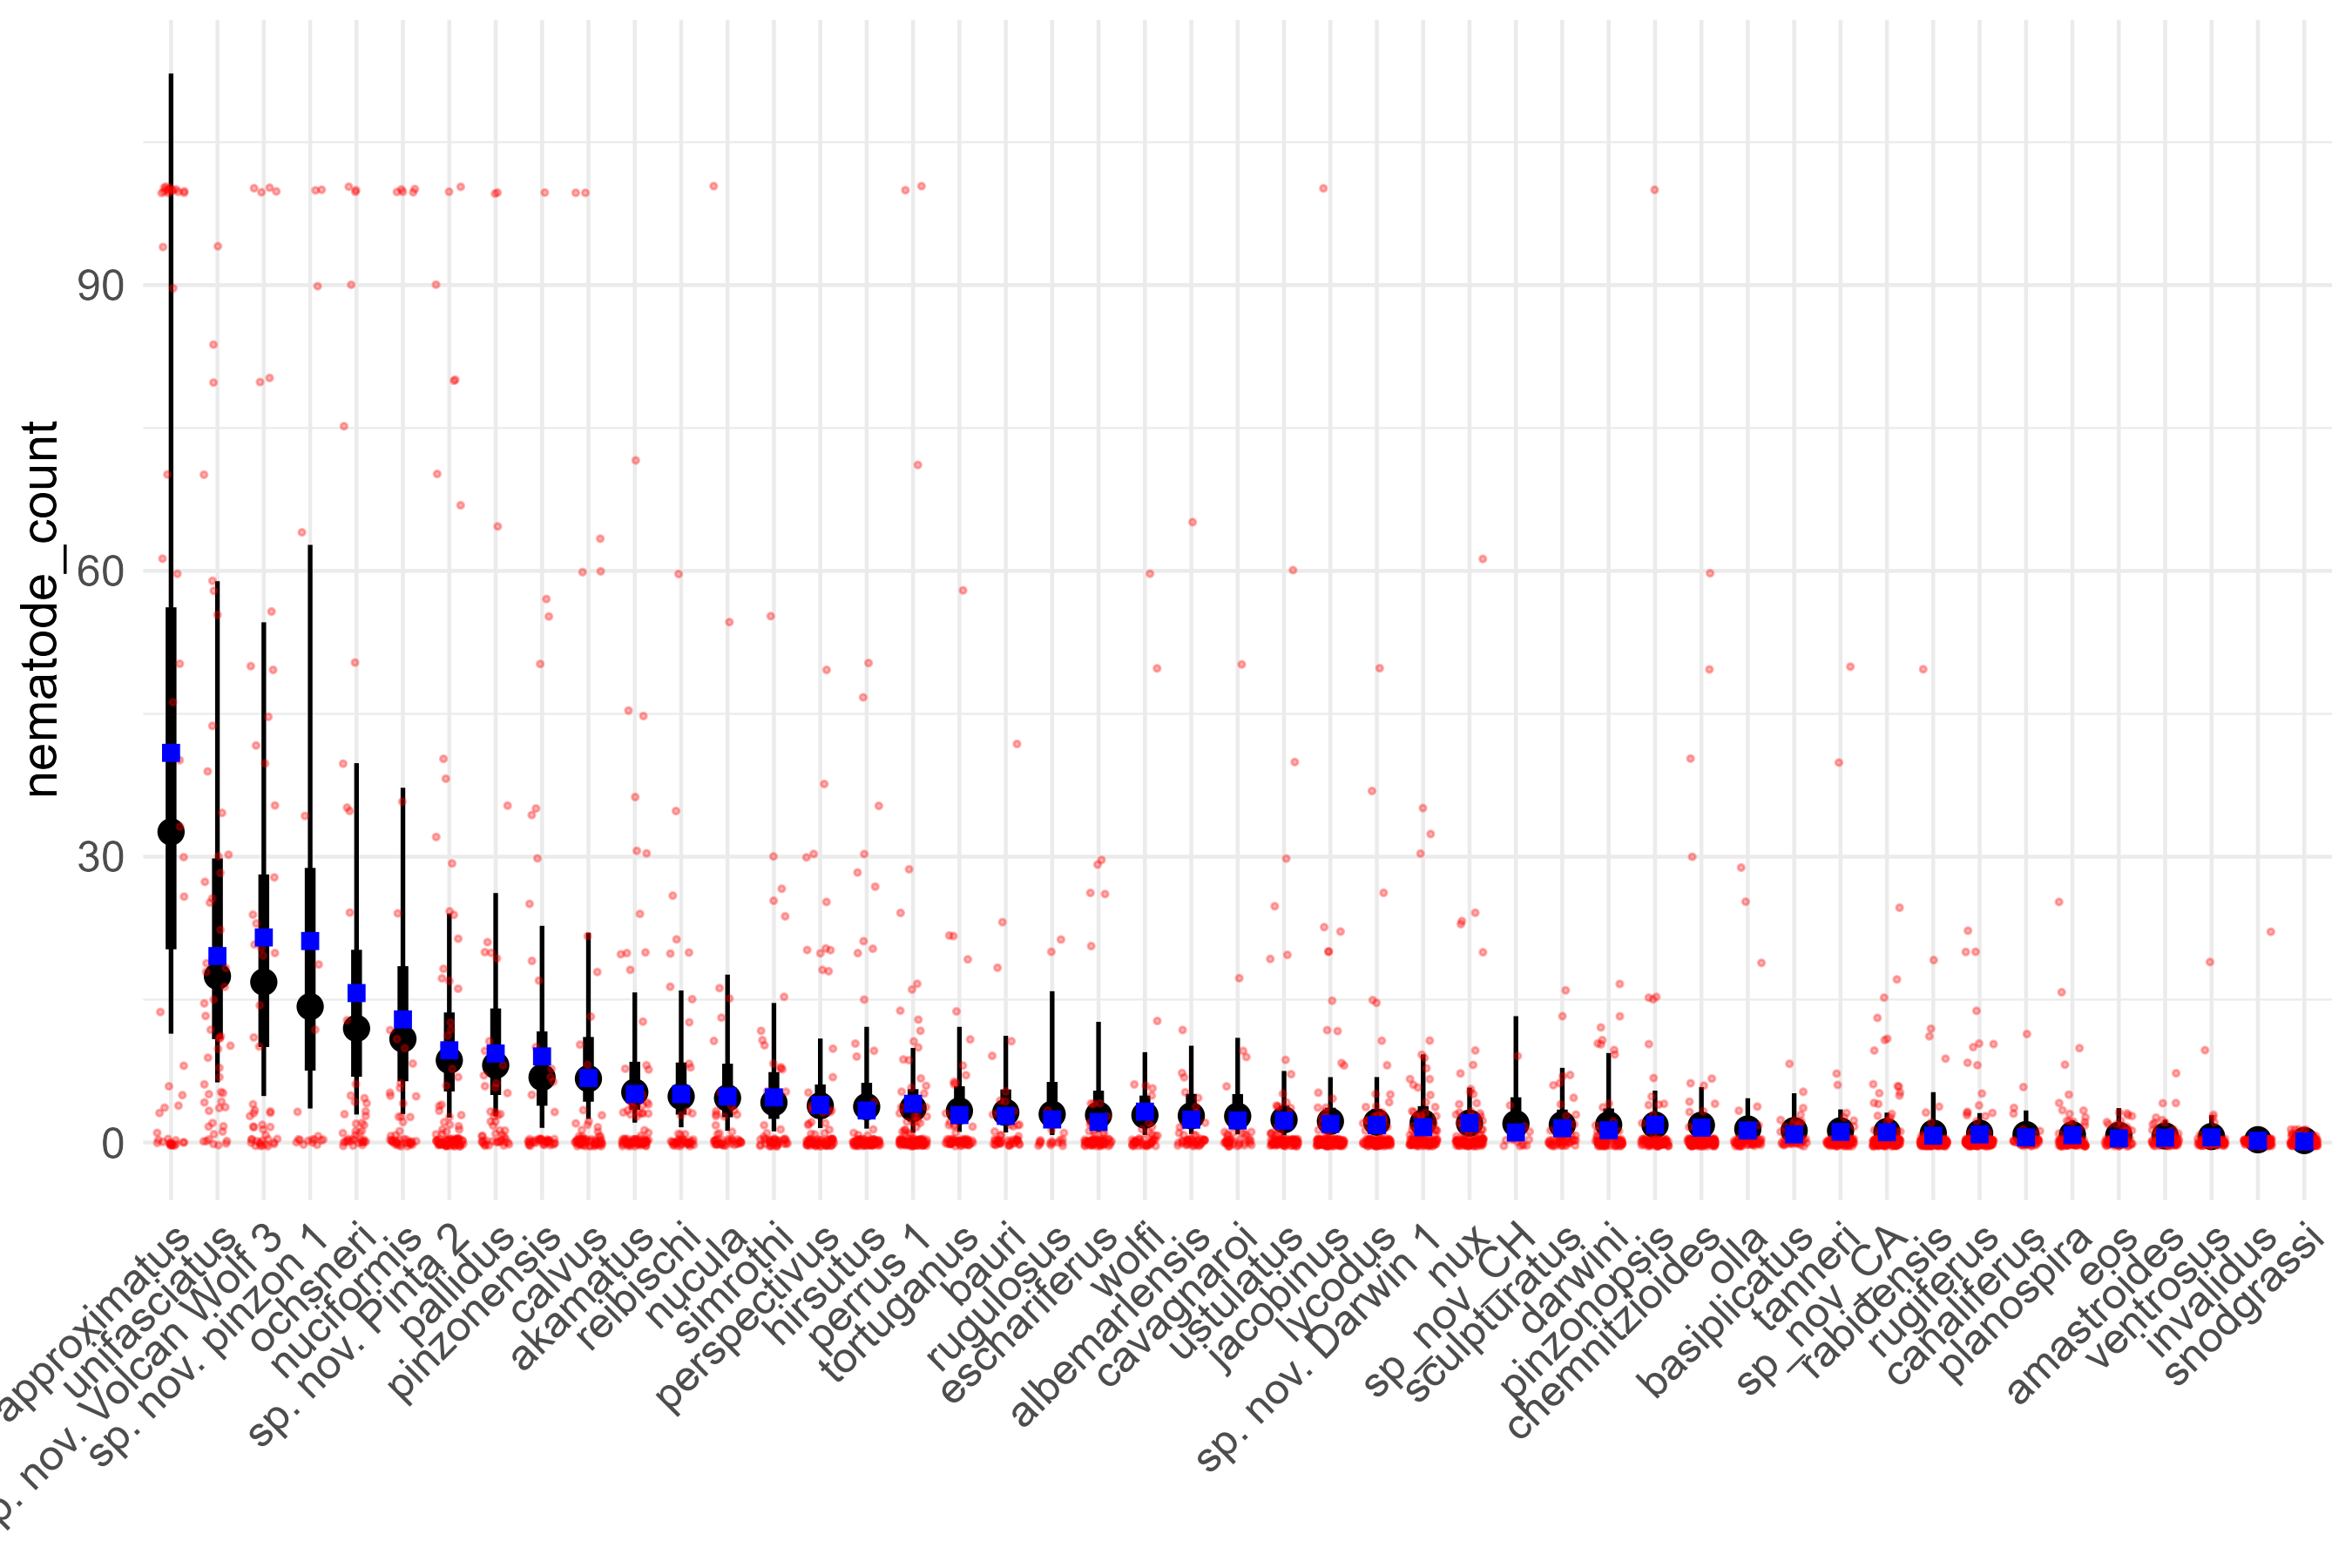 nematode_count
90
60
30
0
approximatus
unifasciatus
p. nov. Volcan Wolf 3
sp. nov. pinzon 1
ochsneri
nuciformis
sp. nov. Pinta 2
pallidus
pinzonensis
calvus
akamatus
reibischi
nucula
simrothi
perspectivus
hirsutus
perrus 1
tortuganus
bauri
rugulosus
eschariferus
wolfi
albemarlensis
cavagnaroi
ustulatus
jacobinus
lycodus
sp. nov. Darwin 1
nux
sp_nov_CH
sculpturatus
darwini
pinzonopsis
chemnitzioides
olla
basiplicatus
tanneri
sp_nov_CA
rabidensis
rugiferus
canaliferus
planospira
eos
amastroides
ventrosus
invalidus
snodgrassi